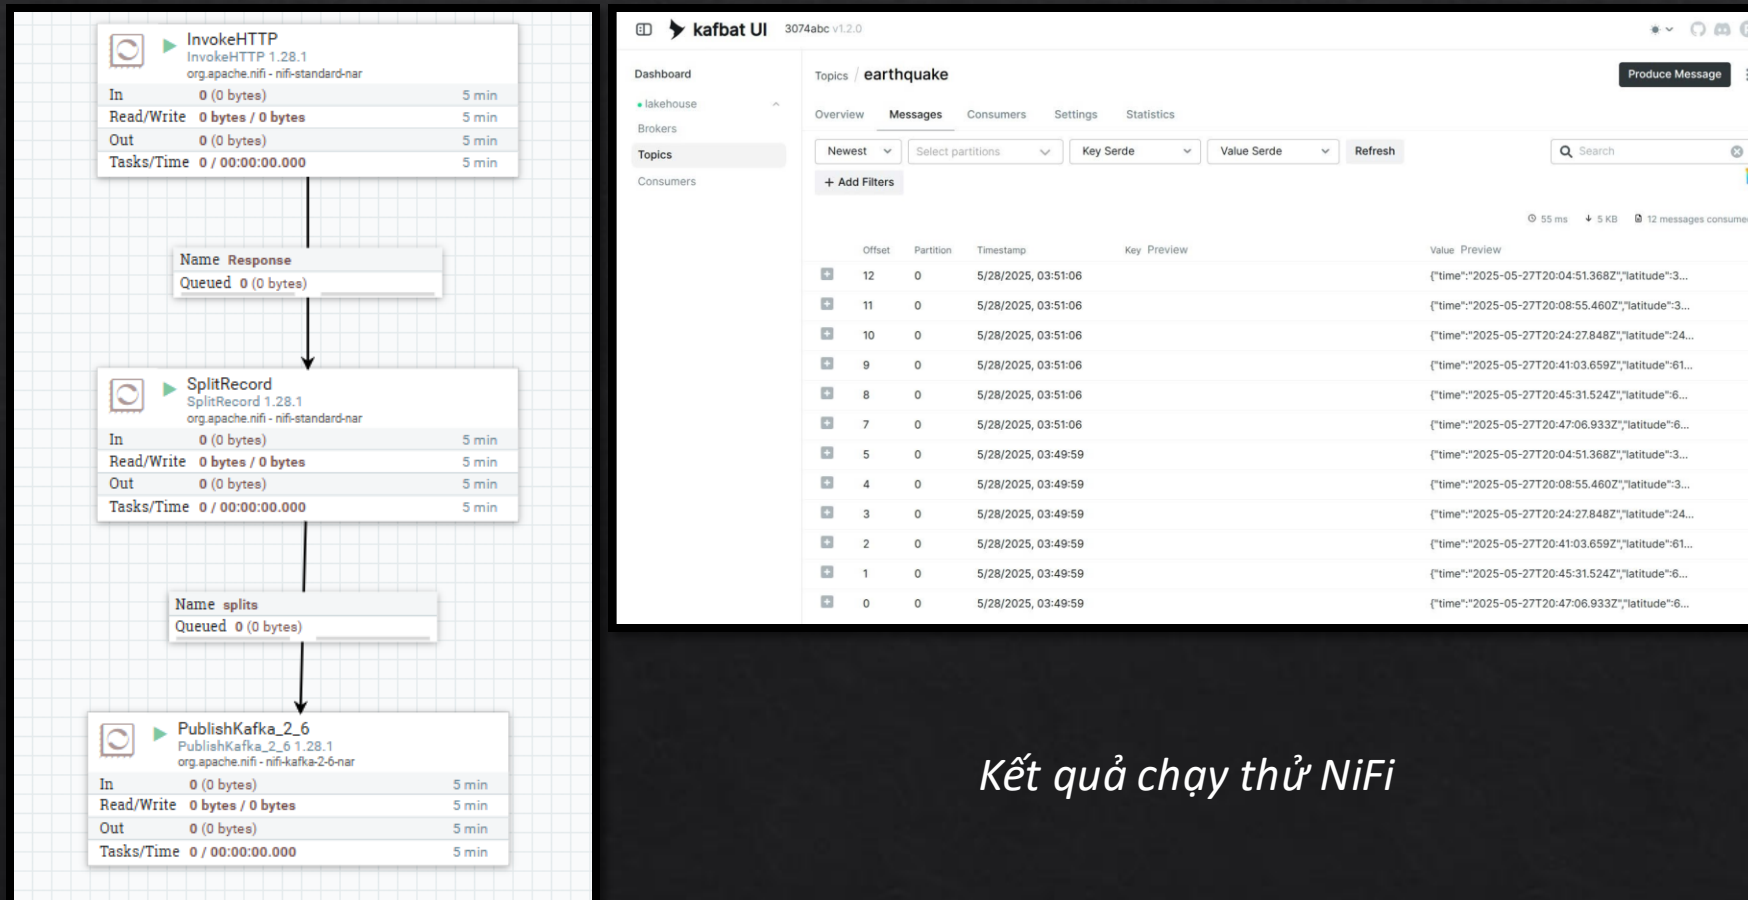 InvokeHTTP
InvokeHTTP 1.28.1
org.apache.nifi - nifi-standard-nar
In 0 (0 bytes) 5 min
Read/Write 0 bytes / 0 bytes 5 min
Out 0 (0 bytes) 5 min
Tasks/Time 0 / 00:00:00.000 5 min
Name Response
Queued 0 (0 bytes)
SplitRecord
SplitRecord 1.28.1
org.apache.nifi - nifi-standard-nar
In 0 (0 bytes) 5 min
Read/Write 0 bytes / 0 bytes 5 min
Out 0 (0 bytes) 5 min
Tasks/Time 0 / 00:00:00.000 5 min
Name splits
Queued 0 (0 bytes)
PublishKafka_2_6
PublishKafka_2_6 1.28.1
org.apache.nifi - nifi-kafka-2-6-nar
In 0 (0 bytes) 5 min
Read/Write 0 bytes / 0 bytes 5 min
Out 0 (0 bytes) 5 min
Tasks/Time 0 / 00:00:00.000 5 min
kafbat UI 3074abc v1.2.0
Dashboard
lakehouse
Brokers
Topics
Consumers
Topics / earthquake
Produce Message
Overview Messages Consumers Settings Statistics
Newest Select partitions Key Serde Value Serde Refresh Search
+ Add Filters
55 ms 5 KB 12 messages consumed
Offset Partition Timestamp Key Preview Value Preview
12 0 5/28/2025, 03:51:06 {"time":"2025-05-27T20:04:51.368Z","latitude":3...
11 0 5/28/2025, 03:51:06 {"time":"2025-05-27T20:08:55.460Z","latitude":3...
10 0 5/28/2025, 03:51:06 {"time":"2025-05-27T20:24:27.848Z","latitude":24...
9 0 5/28/2025, 03:51:06 {"time":"2025-05-27T20:41:03.659Z","latitude":61...
8 0 5/28/2025, 03:51:06 {"time":"2025-05-27T20:45:31.524Z","latitude":6...
7 0 5/28/2025, 03:51:06 {"time":"2025-05-27T20:47:06.933Z","latitude":6...
5 0 5/28/2025, 03:49:59 {"time":"2025-05-27T20:04:51.368Z","latitude":3...
4 0 5/28/2025, 03:49:59 {"time":"2025-05-27T20:08:55.460Z","latitude":3...
3 0 5/28/2025, 03:49:59 {"time":"2025-05-27T20:24:27.848Z","latitude":24...
2 0 5/28/2025, 03:49:59 {"time":"2025-05-27T20:41:03.659Z","latitude":61...
1 0 5/28/2025, 03:49:59 {"time":"2025-05-27T20:45:31.524Z","latitude":6...
0 0 5/28/2025, 03:49:59 {"time":"2025-05-27T20:47:06.933Z","latitude":6...
Kết quả chạy thử NiFi